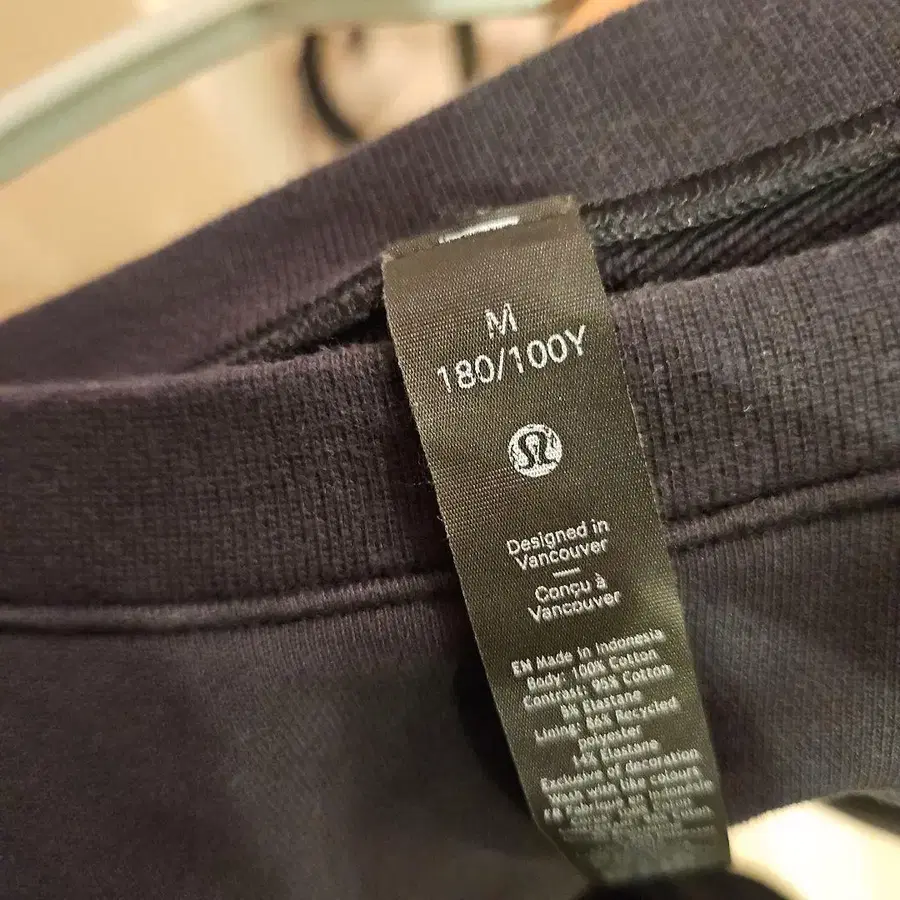 M
180/100Y
Designed in
Vancouver
Conçu à
Vancouver
EN Made in Indonesia
Body: 100% Cotton
Contrast: 95% Cotton
5% Elastane
Lining: 86% Recycled
polyester
14% Elastane
Exclusive of decoration
Wash with like colours